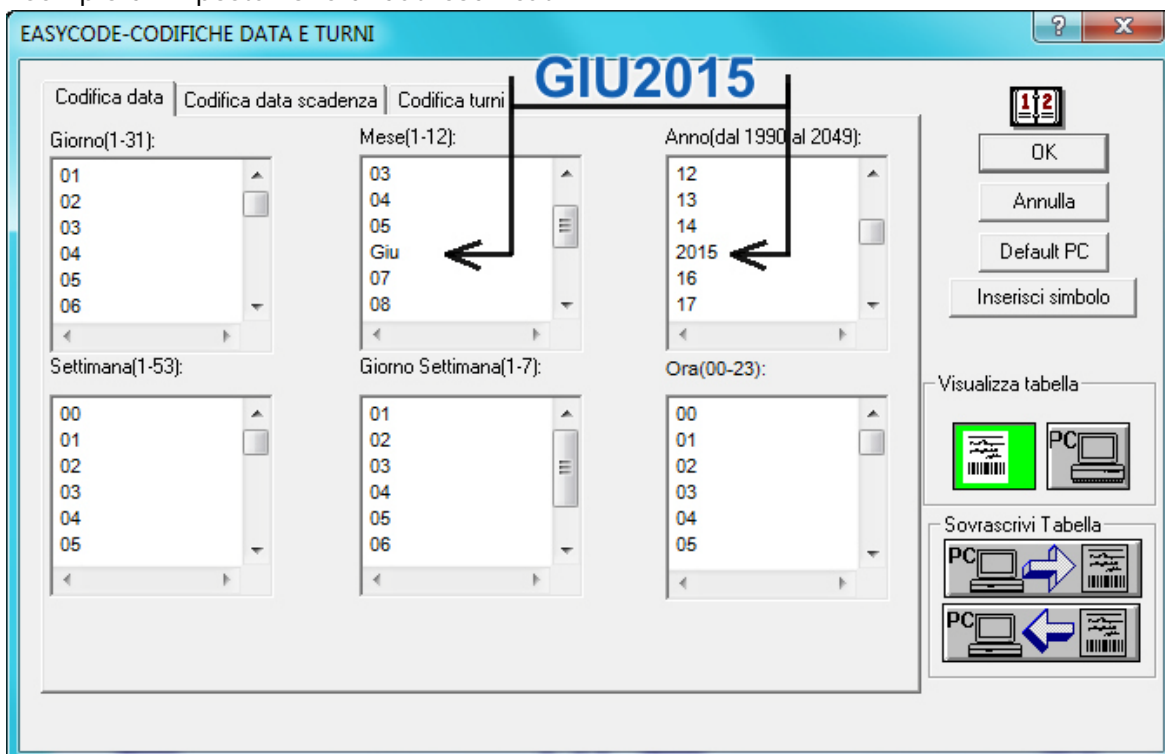 EASYCODE-CODIFICHE DATA E TURNI
GIU2015
Codifica data
Codifica data scadenza
Codifica turni
Giorno(1-31):
01
02
03
04
05
06
Mese(1-12):
03
04
05
Giu
07
08
Anno(dal 1990 al 2049):
12
13
14
2015
16
17
Settimana(1-53):
00
01
02
03
04
05
Giorno Settimana(1-7):
01
02
03
04
05
06
Ora(00-23):
00
01
02
03
04
05
1 2
OK
Annulla
Default PC
Inserisci simbolo
Visualizza tabella
PC
Sovrascrivi Tabella
PC
PC